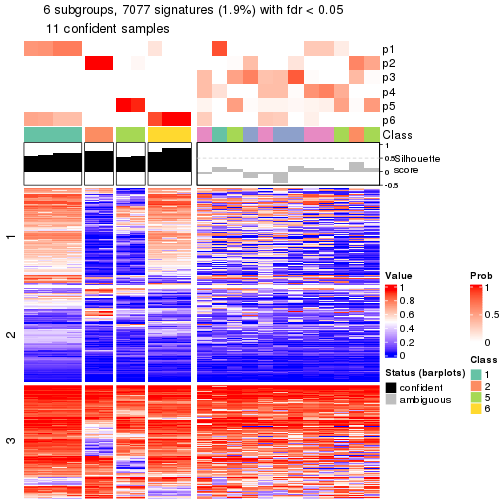 6 subgroups, 7077 signatures (1.9%) with fdr < 0.05
11 confident samples
p1
p2
p3
p4
p5
p6
Class
1
0.5
0
-0.5
Silhouette
score
1
2
3
Value
1
0.8
0.6
0.4
0.2
0
Prob
1
0.5
0
Status (barplots)
confident
ambiguous
Class
1
2
5
6